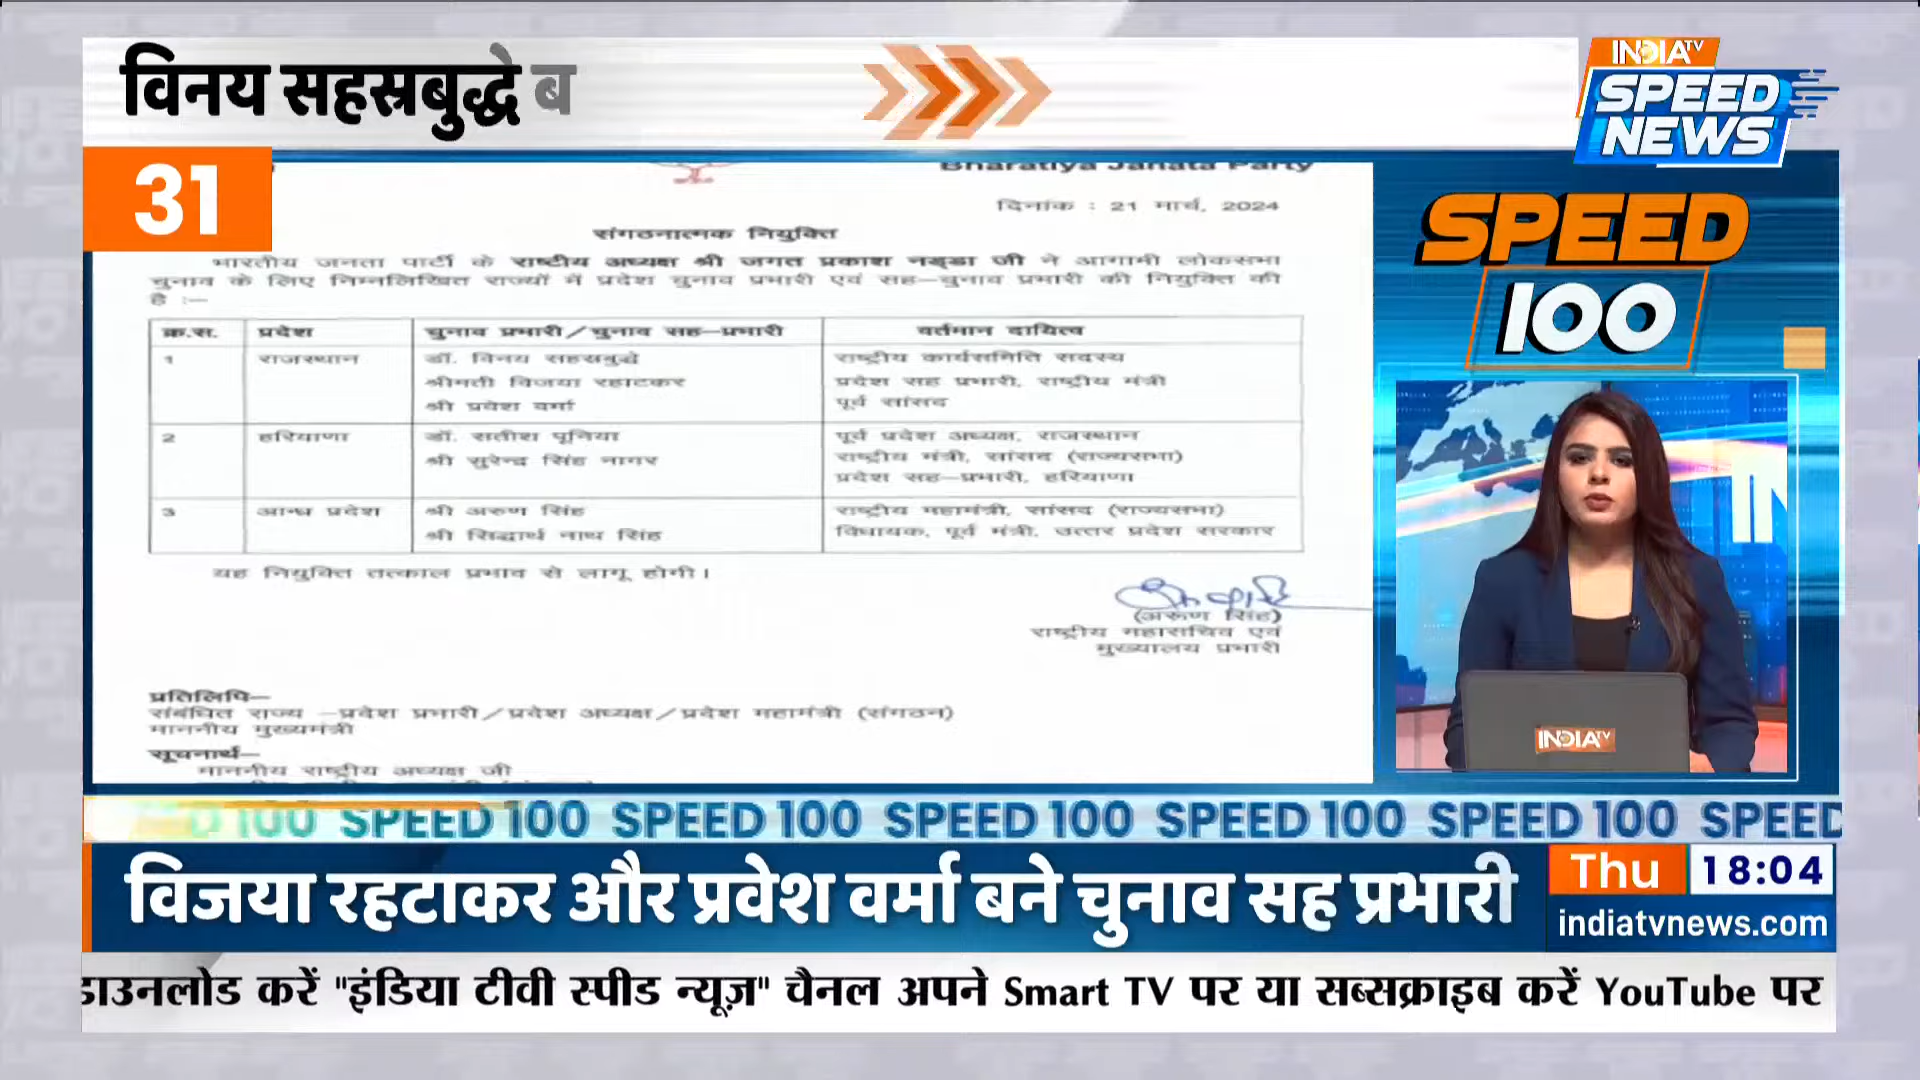 विनय सहस्रबुद्धे ब
INDIA TV
SPEED
NEWS
31
SPEED
100
Bharatiya Janata Party
दिनांक : 21 मार्च, 2024
संगठनात्मक नियुक्ति
भारतीय जनता पार्टी के राष्टीय अध्यक्ष श्री जगत प्रकाश नड्डा जी ने आगामी लोकसभा
चुनाव के लिए निम्नलिखित राज्यों में प्रदेश चुनाव प्रभारी एवं सह–चुनाव प्रभारी की नियुक्ति की
है :–
क्र.स. प्रदेश चुनाव प्रभारी/चुनाव सह–प्रभारी वर्तमान दायित्व
1 राजस्थान डॉ. विनय सहस्रबुद्धे राष्ट्रीय कार्यसमिति सदस्य
श्रीमती विजया रहाटकर प्रदेश सह प्रभारी, राष्ट्रीय मंत्री
श्री प्रवेश वर्मा पूर्व सांसद
2 हरियाणा डॉ. सतीश पूनिया पूर्व प्रदेश अध्यक्ष, राजस्थान
श्री सुरेन्द्र सिंह नागर राष्ट्रीय मंत्री, सांसद (राज्यसभा)
प्रदेश सह–प्रभारी, हरियाणा
3 आन्ध्र प्रदेश श्री अरुण सिंह राष्ट्रीय महामंत्री, सांसद (राज्यसभा)
श्री सिद्धार्थ नाथ सिंह विधायक, पूर्व मंत्री, उत्तर प्रदेश सरकार
यह नियुक्ति तत्काल प्रभाव से लागू होगी।
(अरूण सिंह)
राष्ट्रीय महासचिव एवं
मुख्यालय प्रभारी
प्रतिलिपि–
संबंधित राज्य –प्रदेश प्रभारी/प्रदेश अध्यक्ष/प्रदेश महामंत्री (संगठन)
माननीय मुख्यमंत्री
सूचनार्थ–
माननीय राष्ट्रीय अध्यक्ष जी
INDIA TV
D 100 SPEED 100 SPEED 100 SPEED 100 SPEED 100 SPEED 100 SPEED
विजया रहटाकर और प्रवेश वर्मा बने चुनाव सह प्रभारी
Thu 18:04
indiatvnews.com
डाउनलोड करें "इंडिया टीवी स्पीड न्यूज़" चैनल अपने Smart TV पर या सब्सक्राइब करें YouTube पर